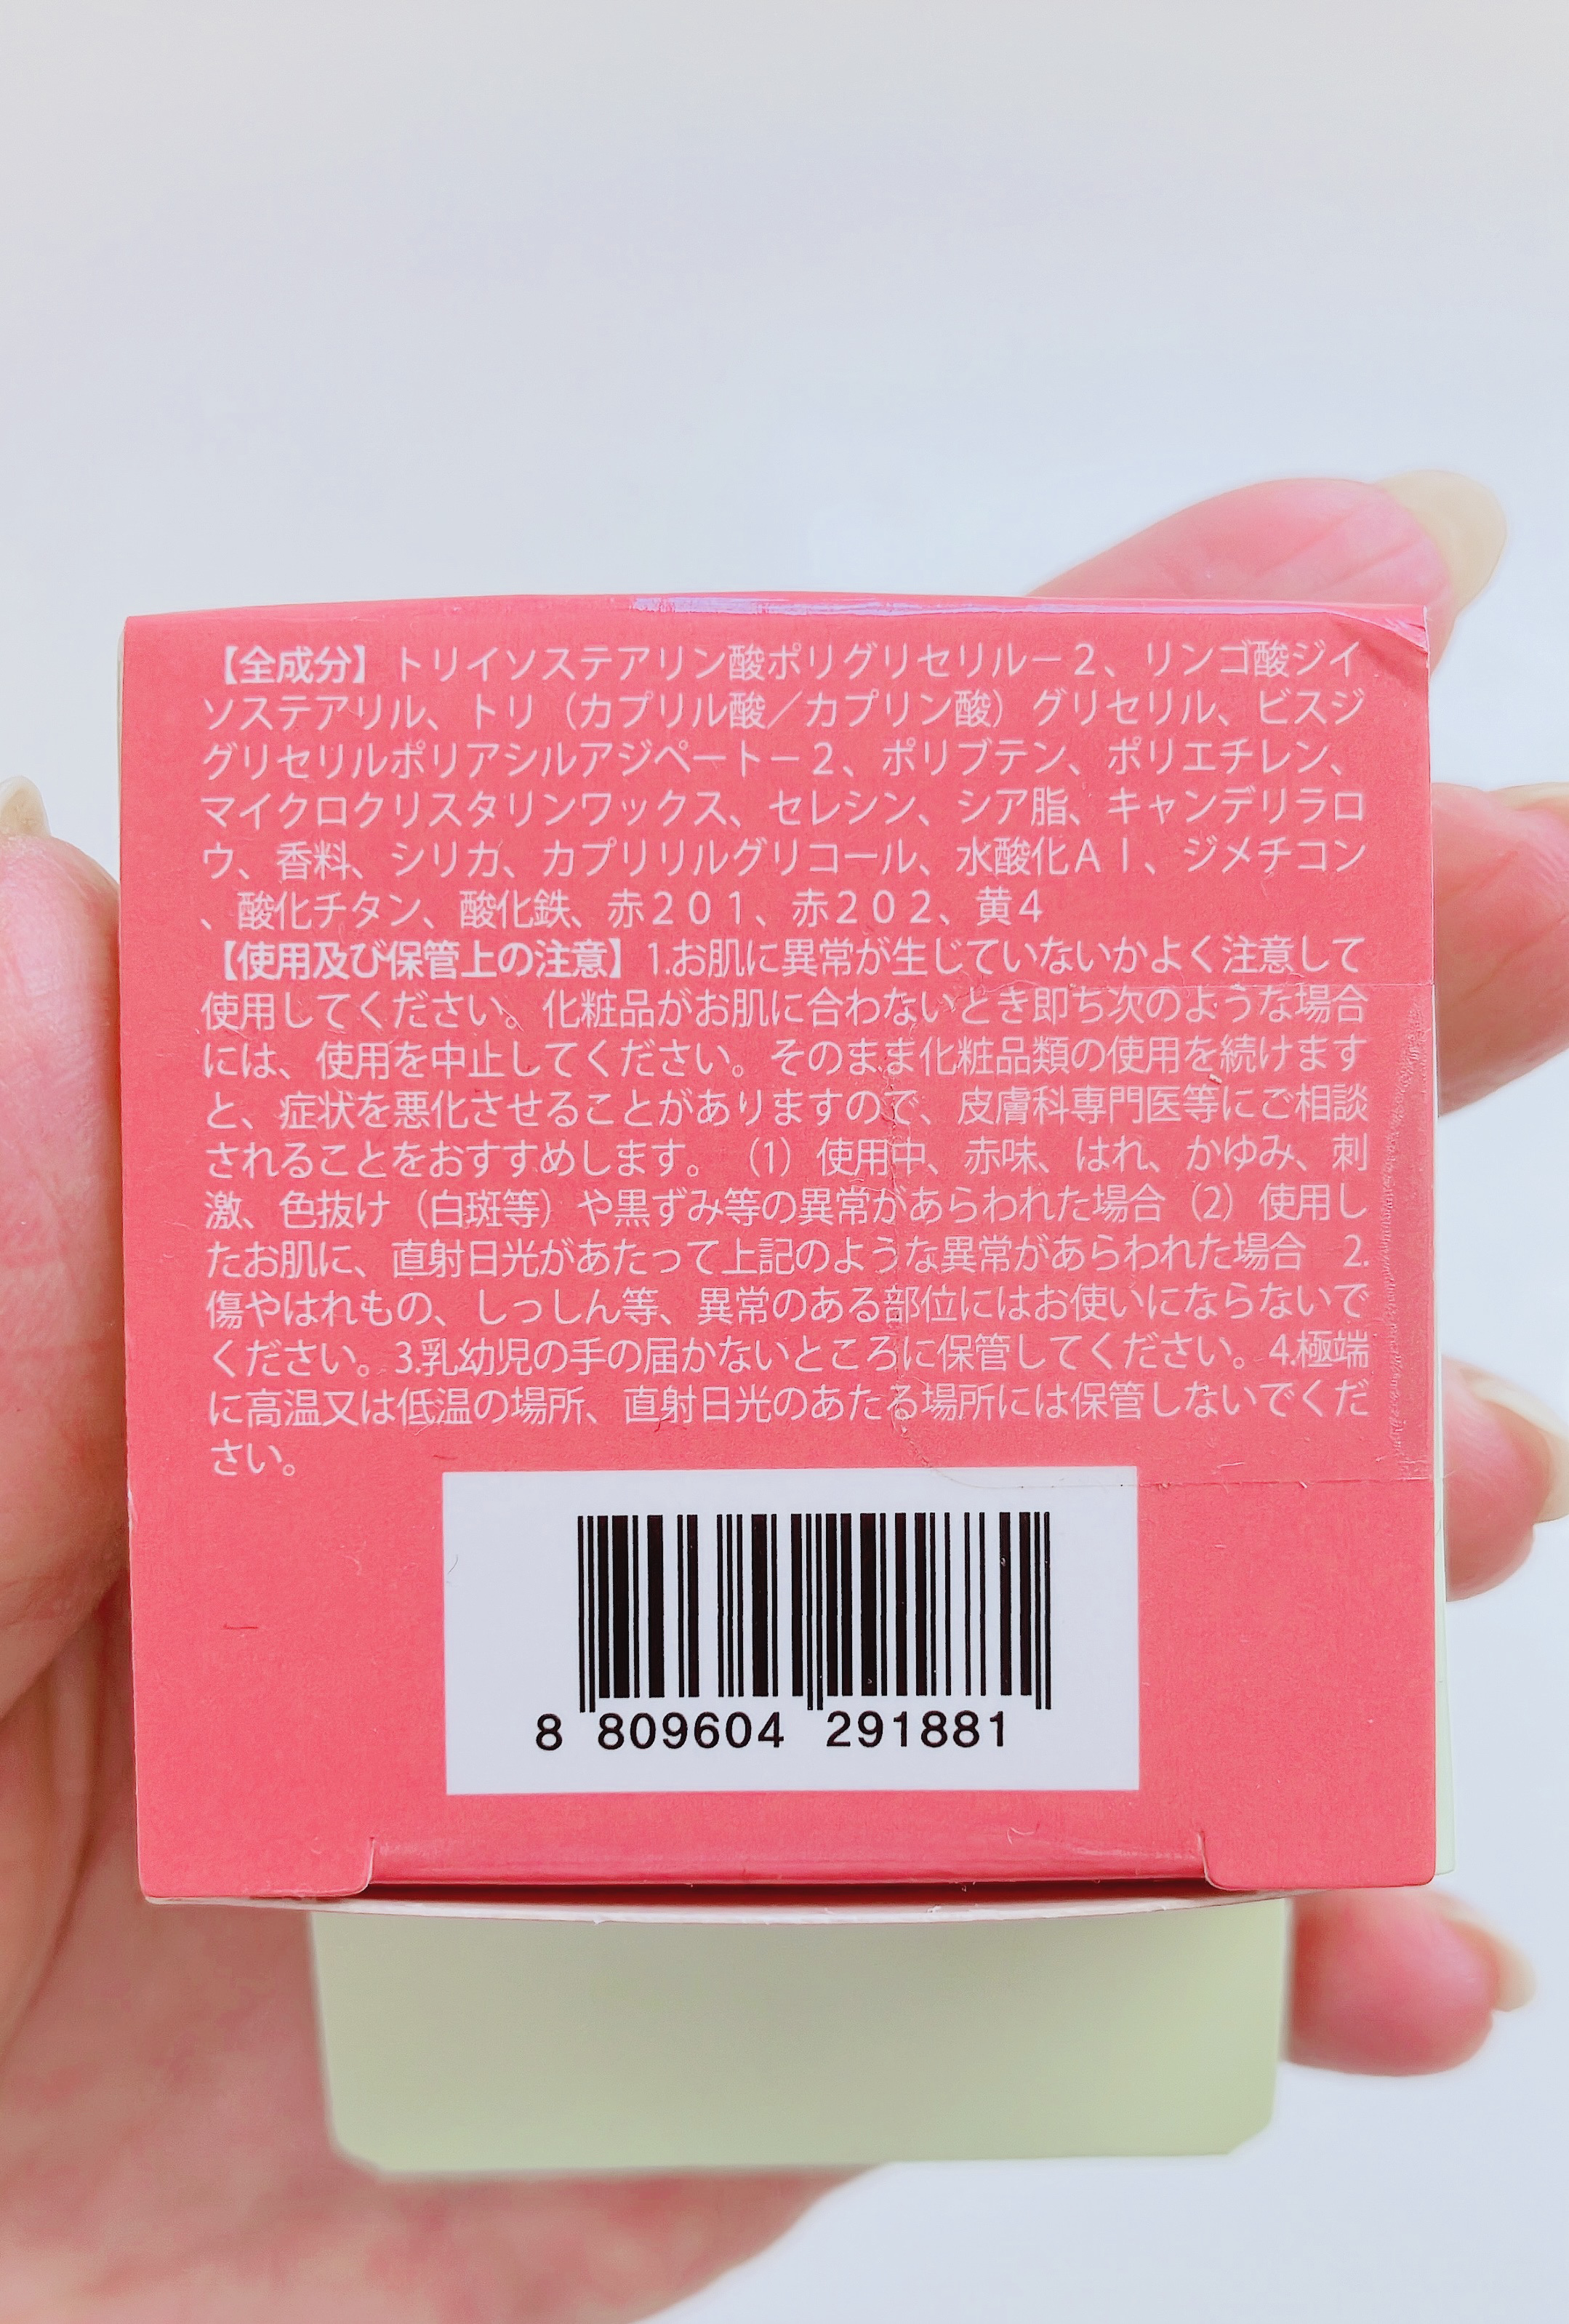 【全成分】トリイソステアリン酸ポリグリセリルー２、リンゴ酸ジイ
ソステアリル、トリ（カプリル酸／カプリン酸）グリセリル、ビスジ
グリセリルポリアシルアジペートー２、ポリブテン、ポリエチレン、
マイクロクリスタリンワックス、セレシン、シア脂、キャンデリラロ
ウ、香料、シリカ、カプリリルグリコール、水酸化ＡＩ、ジメチコン
、酸化チタン、酸化鉄、赤２０１、赤２０２、黄４
【使用及び保管上の注意】1.お肌に異常が生じていないかよく注意して
使用してください。化粧品がお肌に合わないとき即ち次のような場合
には、使用を中止してください。そのまま化粧品類の使用を続けます
と、症状を悪化させることがありますので、皮膚科専門医等にご相談
されることをおすすめします。（1）使用中、赤味、はれ、かゆみ、刺
激、色抜け（白斑等）や黒ずみ等の異常があらわれた場合（2）使用し
たお肌に、直射日光があたって上記のような異常があらわれた場合　2.
傷やはれもの、しっしん等、異常のある部位にはお使いにならないで
ください。3.乳幼児の手の届かないところに保管してください。4.極端
に高温又は低温の場所、直射日光のあたる場所には保管しないでくだ
さい。
8 809604 291881